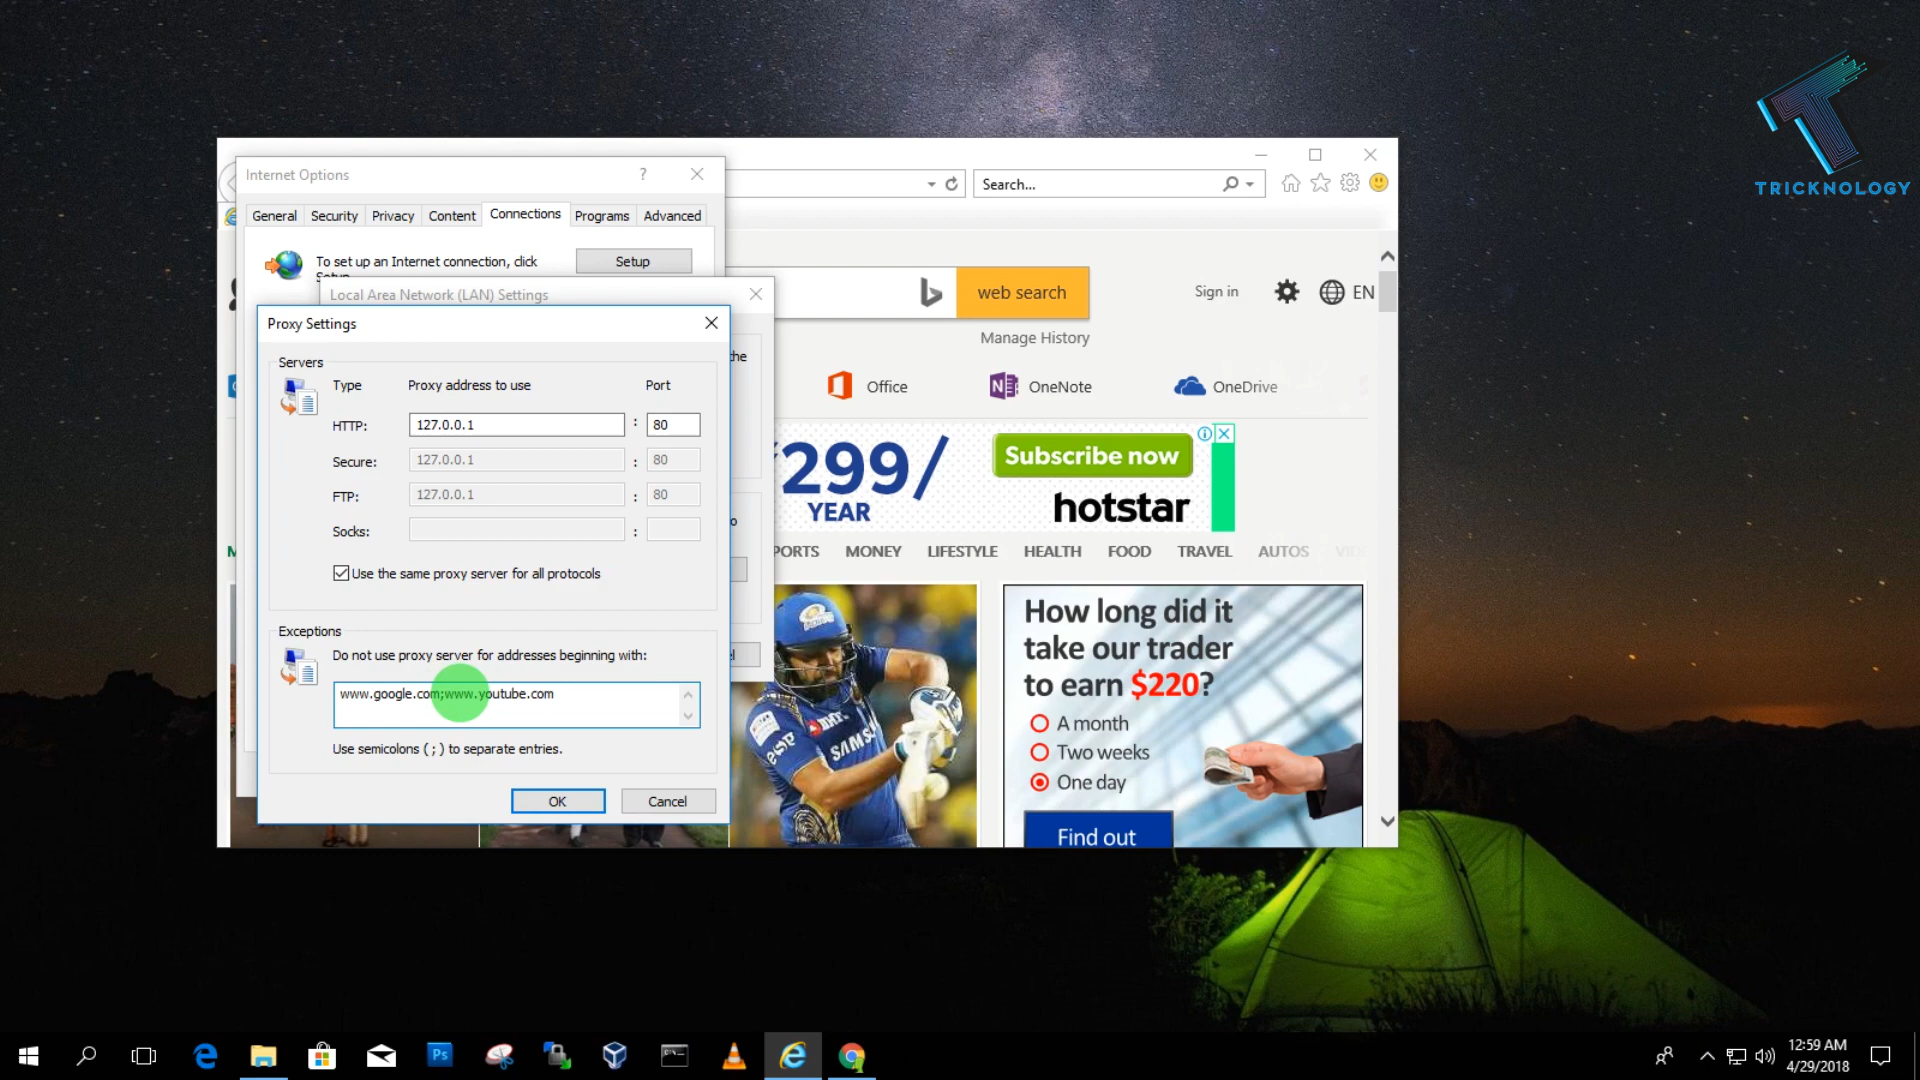 TRICKNOLOGY
Internet Options
?
General Security Privacy Content Connections Programs Advanced
Search...
To set up an Internet connection, click
Setup
Local Area Network (LAN) Settings
web search
Sign in
EN
Manage History
Office
OneNote
OneDrive
Proxy Settings
Servers
Type Proxy address to use Port
HTTP: 127.0.0.1 : 80
Secure: 127.0.0.1 : 80
FTP: 127.0.0.1 : 80
Socks: :
Use the same proxy server for all protocols
Exceptions
Do not use proxy server for addresses beginning with:
www.google.com;www.youtube.com
Use semicolons ( ; ) to separate entries.
OK Cancel
299/
YEAR
Subscribe now
hotstar
PORTS MONEY LIFESTYLE HEALTH FOOD TRAVEL AUTOS
SAMSU
How long did it
take our trader
to earn $220?
A month
Two weeks
One day
Find out
Ps
12:59 AM
4/29/2018